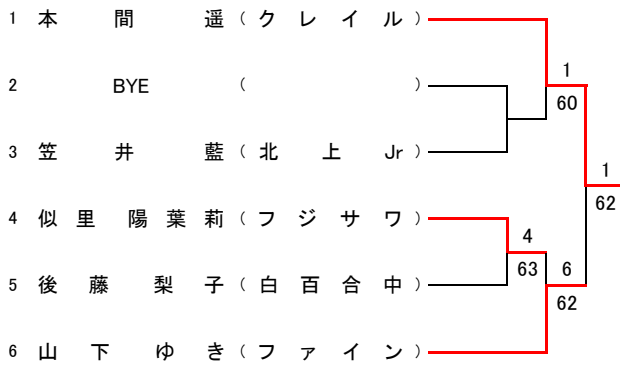 1 本間 遥 (クレイル)
1
2 BYE ( )
60
3 笠井 藍 (北上Jr)
1
62
4 似里 陽葉莉 (フジサワ)
4
63
6
5 後藤 梨子 (白百合中)
62
6 山下 ゆき (ファイン)